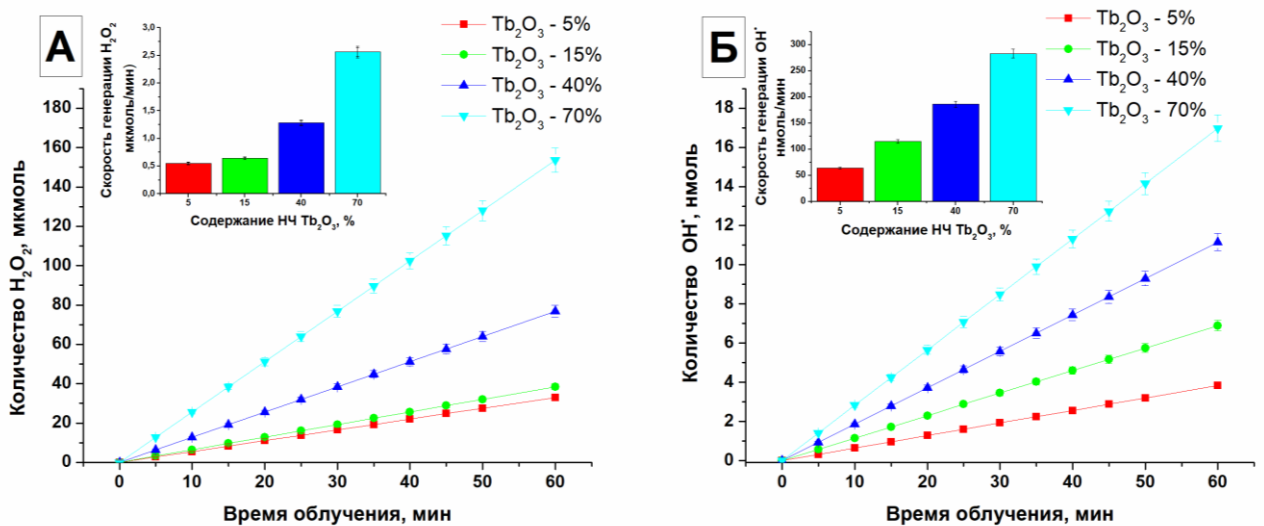 А
Скорость генерации H₂O₂
мкмоль/мин)
3,0
2,5
2,0
1,5
1,0
0,5
0,0
5
15
40
70
Содержание НЧ Tb₂O₃, %
Tb₂O₃ - 5%
Tb₂O₃ - 15%
Tb₂O₃ - 40%
Tb₂O₃ - 70%
Количество H₂O₂, мкмоль
180
160
140
120
100
80
60
40
20
0
0
10
20
30
40
50
60
Время облучения, мин
Б
Скорость генерации OH•
нмоль/мин
300
250
200
150
100
50
0
5
15
40
70
Содержание НЧ Tb₂O₃, %
Tb₂O₃ - 5%
Tb₂O₃ - 15%
Tb₂O₃ - 40%
Tb₂O₃ - 70%
Количество OH•, нмоль
18
16
14
12
10
8
6
4
2
0
0
10
20
30
40
50
60
Время облучения, мин